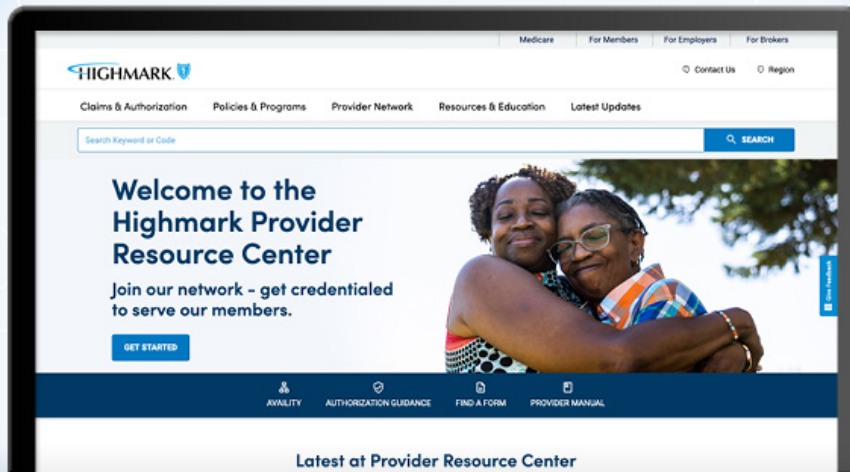 Medicare For Members For Employers For Brokers
HIGHMARK
Contact Us Region
Claims & Authorization Policies & Programs Provider Network Resources & Education Latest Updates
Search Keyword or Code SEARCH
Welcome to the
Highmark Provider
Resource Center
Join our network - get credentialed
to serve our members.
GET STARTED
Give Feedback
AVAILITY AUTHORIZATION GUIDANCE FIND A FORM PROVIDER MANUAL
Latest at Provider Resource Center